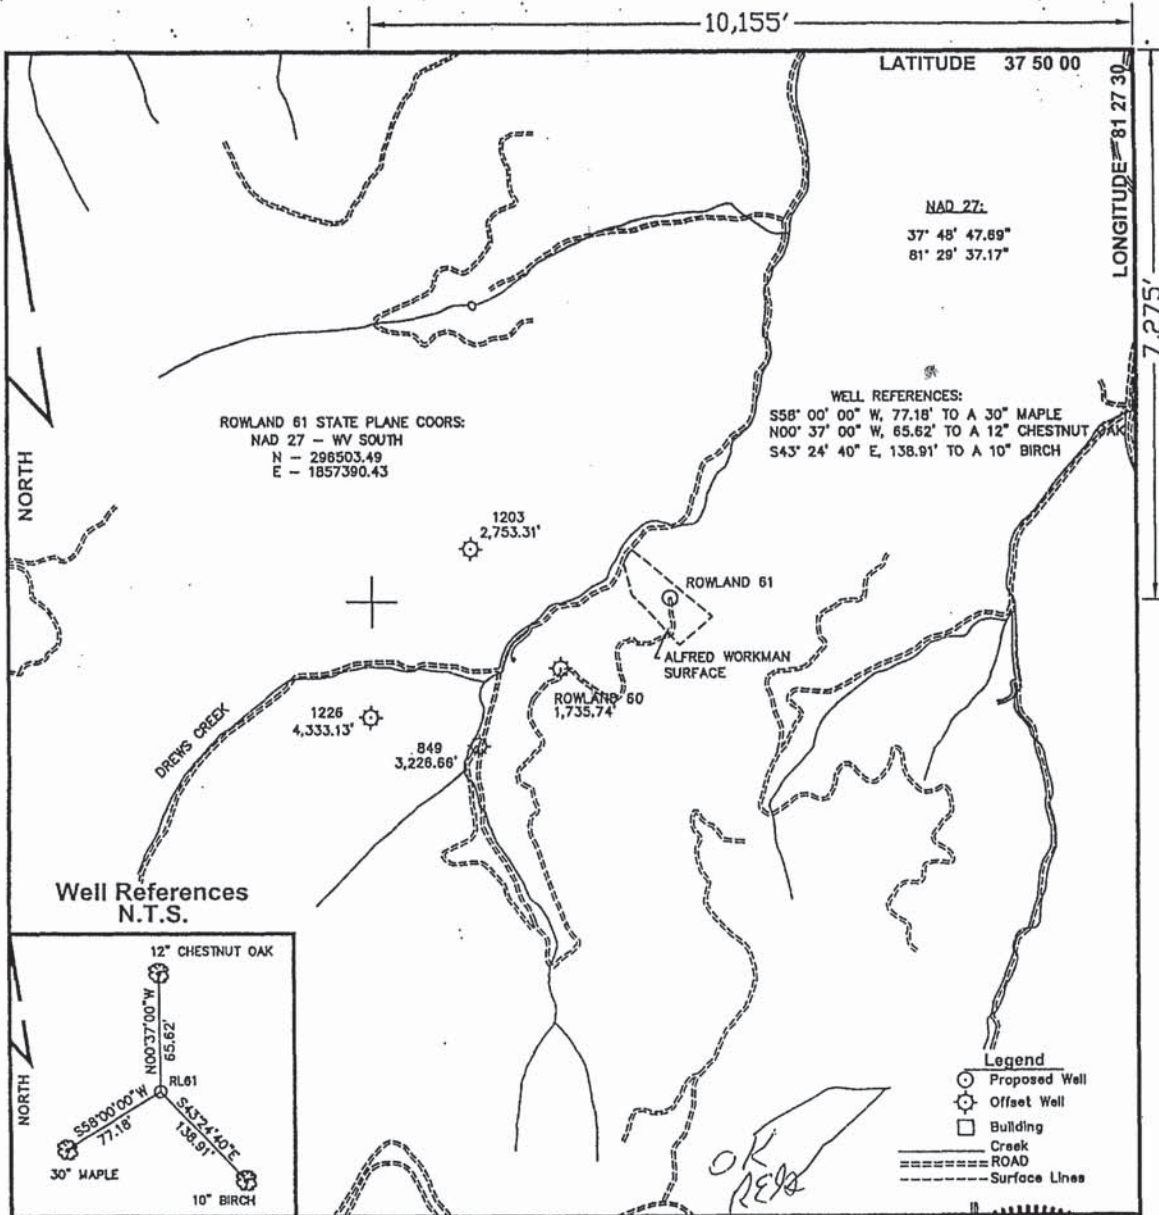 10,155'
LATITUDE 37 50 00
LONGITUDE 81 27 30
7,275'
NAD 27:
37° 48' 47.69"
81° 29' 37.17"
WELL REFERENCES:
S58° 00' 00" W, 77.18' TO A 30" MAPLE
N00° 37' 00" W, 65.62' TO A 12" CHESTNUT OAK
S43° 24' 40" E, 138.91' TO A 10" BIRCH
ROWLAND 61 STATE PLANE COORS:
NAD 27 - WV SOUTH
N - 296503.49
E - 1857390.43
NORTH
1203
2,753.31'
ROWLAND 61
ALFRED WORKMAN
SURFACE
ROWLAND 60
1,735.74'
1226
4,333.13'
849
3,226.66'
DREWS CREEK
Well References
N.T.S.
12" CHESTNUT OAK
N00°37'00"W
65.62'
RL61
S58°00'00"W
77.18'
S43°24'40"E
138.91'
30" MAPLE
10" BIRCH
NORTH
OK
Legend
Proposed Well
Offset Well
Building
Creek
ROAD
Surface Lines